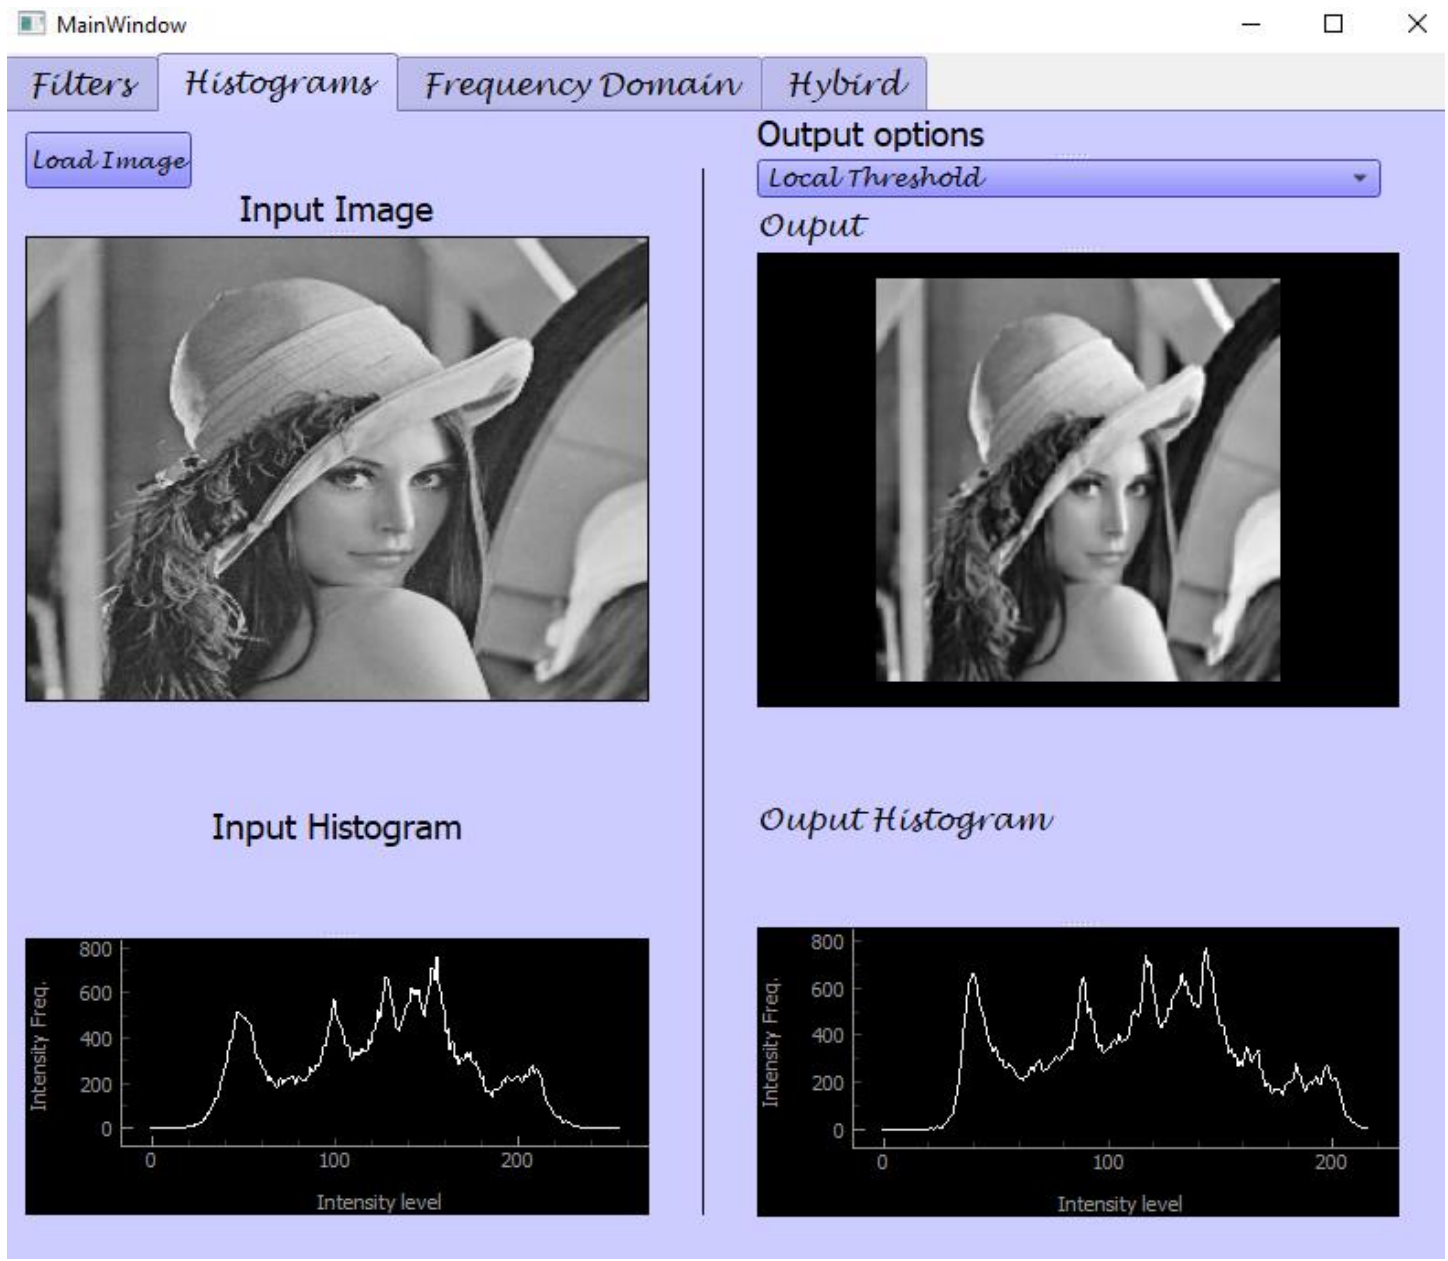 MainWindow
Filters Histograms Frequency Domain Hybird
Load Image
Input Image
Output options
Local Threshold
Ouput
Input Histogram
800
600
400
200
0
Intensity Freq.
0 100 200
Intensity level
Ouput Histogram
800
600
400
200
0
Intensity Freq.
0 100 200
Intensity level